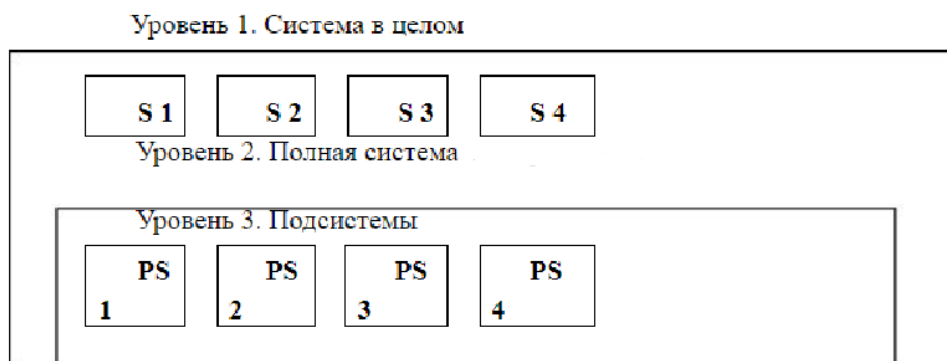 Уровень 1. Система в целом
S 1 S 2 S 3 S 4
Уровень 2. Полная система
Уровень 3. Подсистемы
PS PS PS PS
1 2 3 4